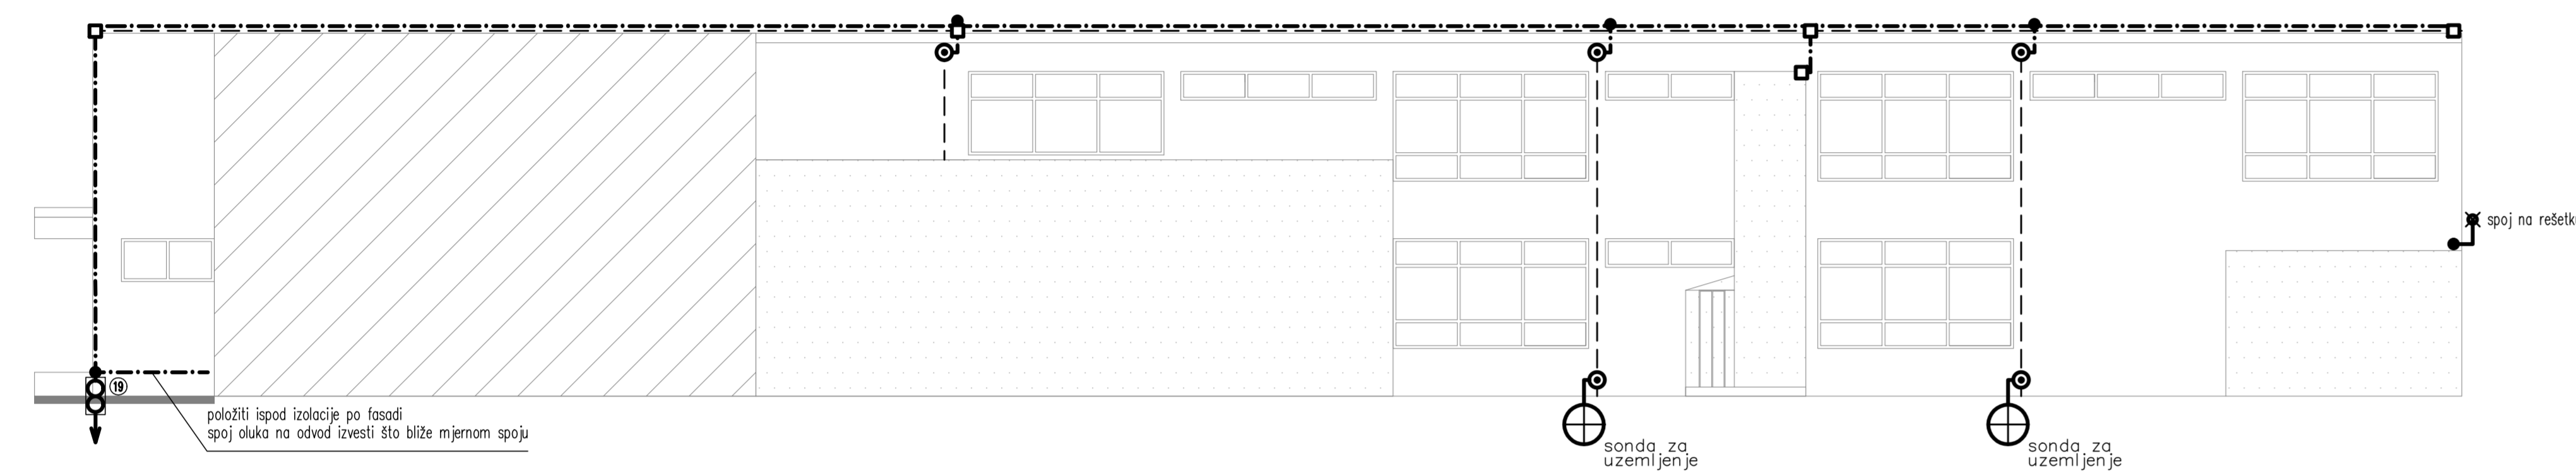 spoj na
19
položiti ispod izolacije po fasadi
spoj oluka na odvod izvesti što bliže mjernom spoju
sonda za
uzemljenje
sonda za
uzemljenje